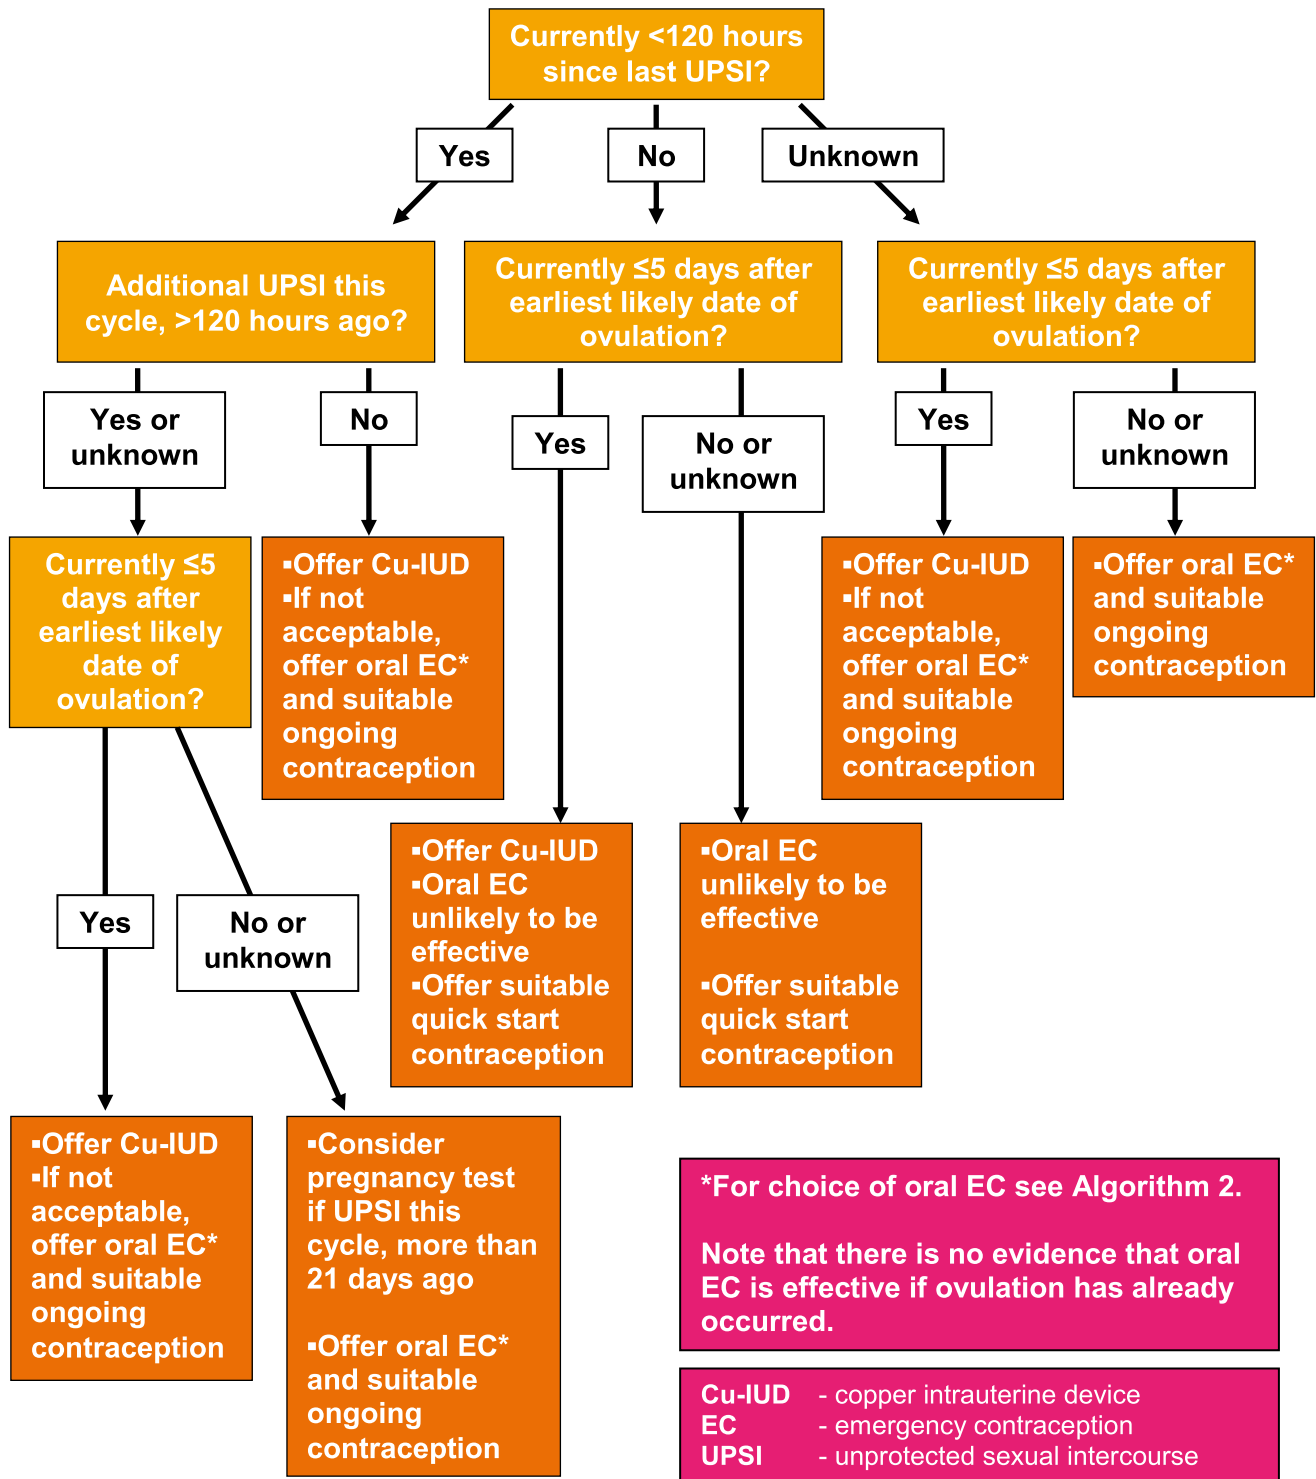 Currently <120 hours
since last UPSI?
Yes
No
Unknown
Additional UPSI this
cycle, >120 hours ago?
Currently ≤5 days after
earliest likely date of
ovulation?
Currently ≤5 days after
earliest likely date of
ovulation?
Yes or
unknown
No
Yes
No or
unknown
Yes
No or
unknown
Currently ≤5
days after
earliest likely
date of
ovulation?
▪Offer Cu-IUD
▪If not
acceptable,
offer oral EC*
and suitable
ongoing
contraception
▪Offer Cu-IUD
▪If not
acceptable,
offer oral EC*
and suitable
ongoing
contraception
▪Offer oral EC*
and suitable
ongoing
contraception
Yes
No or
unknown
▪Offer Cu-IUD
▪Oral EC
unlikely to be
effective
▪Offer suitable
quick start
contraception
▪Oral EC
unlikely to be
effective
▪Offer suitable
quick start
contraception
▪Offer Cu-IUD
▪If not
acceptable,
offer oral EC*
and suitable
ongoing
contraception
▪Consider
pregnancy test
if UPSI this
cycle, more than
21 days ago
▪Offer oral EC*
and suitable
ongoing
contraception
*For choice of oral EC see Algorithm 2.
Note that there is no evidence that oral
EC is effective if ovulation has already
occurred.
Cu-IUD - copper intrauterine device
EC - emergency contraception
UPSI - unprotected sexual intercourse